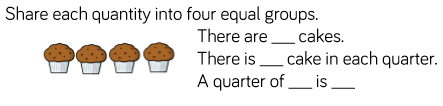 Share each quantity into four equal groups.
There are ___ cakes.
There is ___ cake in each quarter.
A quarter of ___ is ___